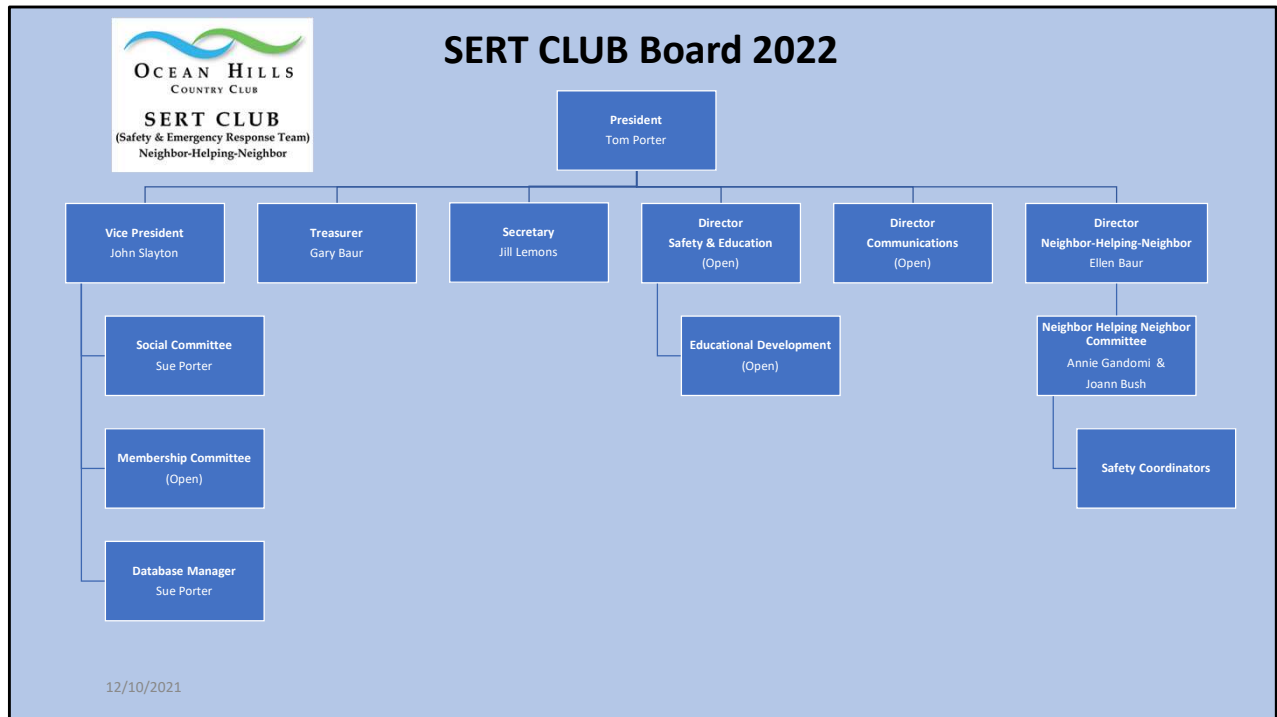 OCEAN HILLS
COUNTRY CLUB
SERT CLUB
(Safety & Emergency Response Team)
Neighbor-Helping-Neighbor
SERT CLUB Board 2022
President
Tom Porter
Vice President
John Slayton
Treasurer
Gary Baur
Secretary
Jill Lemons
Director
Safety & Education
(Open)
Director
Communications
(Open)
Director
Neighbor-Helping-Neighbor
Ellen Baur
Social Committee
Sue Porter
Educational Development
(Open)
Neighbor Helping Neighbor
Committee
Annie Gandomi &
Joann Bush
Membership Committee
(Open)
Safety Coordinators
Database Manager
Sue Porter
12/10/2021